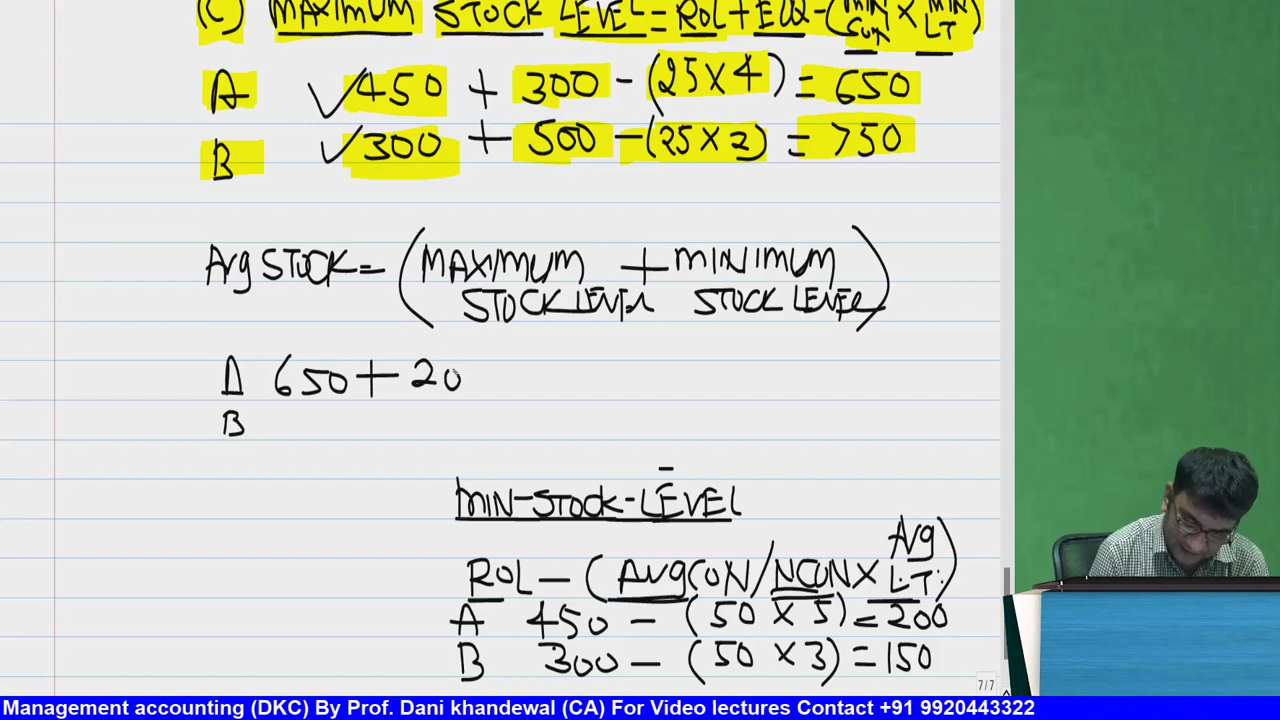 (C) MAXIMUM STOCK LEVEL = ROL + EOQ - (MIN CON X MIN LT)
A ✓450 + 300 - (25 X 4) = 650
B ✓300 + 500 - (25 X 2) = 750
Avg STOCK = (MAXIMUM STOCK LEVEL + MINIMUM STOCK LEVEL)
A 650 + 20
B
MIN-STOCK-LEVEL
ROL - (AVG CON/NCON X Avg L.T.)
A 450 - (50 X 5) = 200
B 300 - (50 X 3) = 150
7/7
Management accounting (DKC) By Prof. Dani khandewal (CA) For Video lectures Contact +91 9920443322